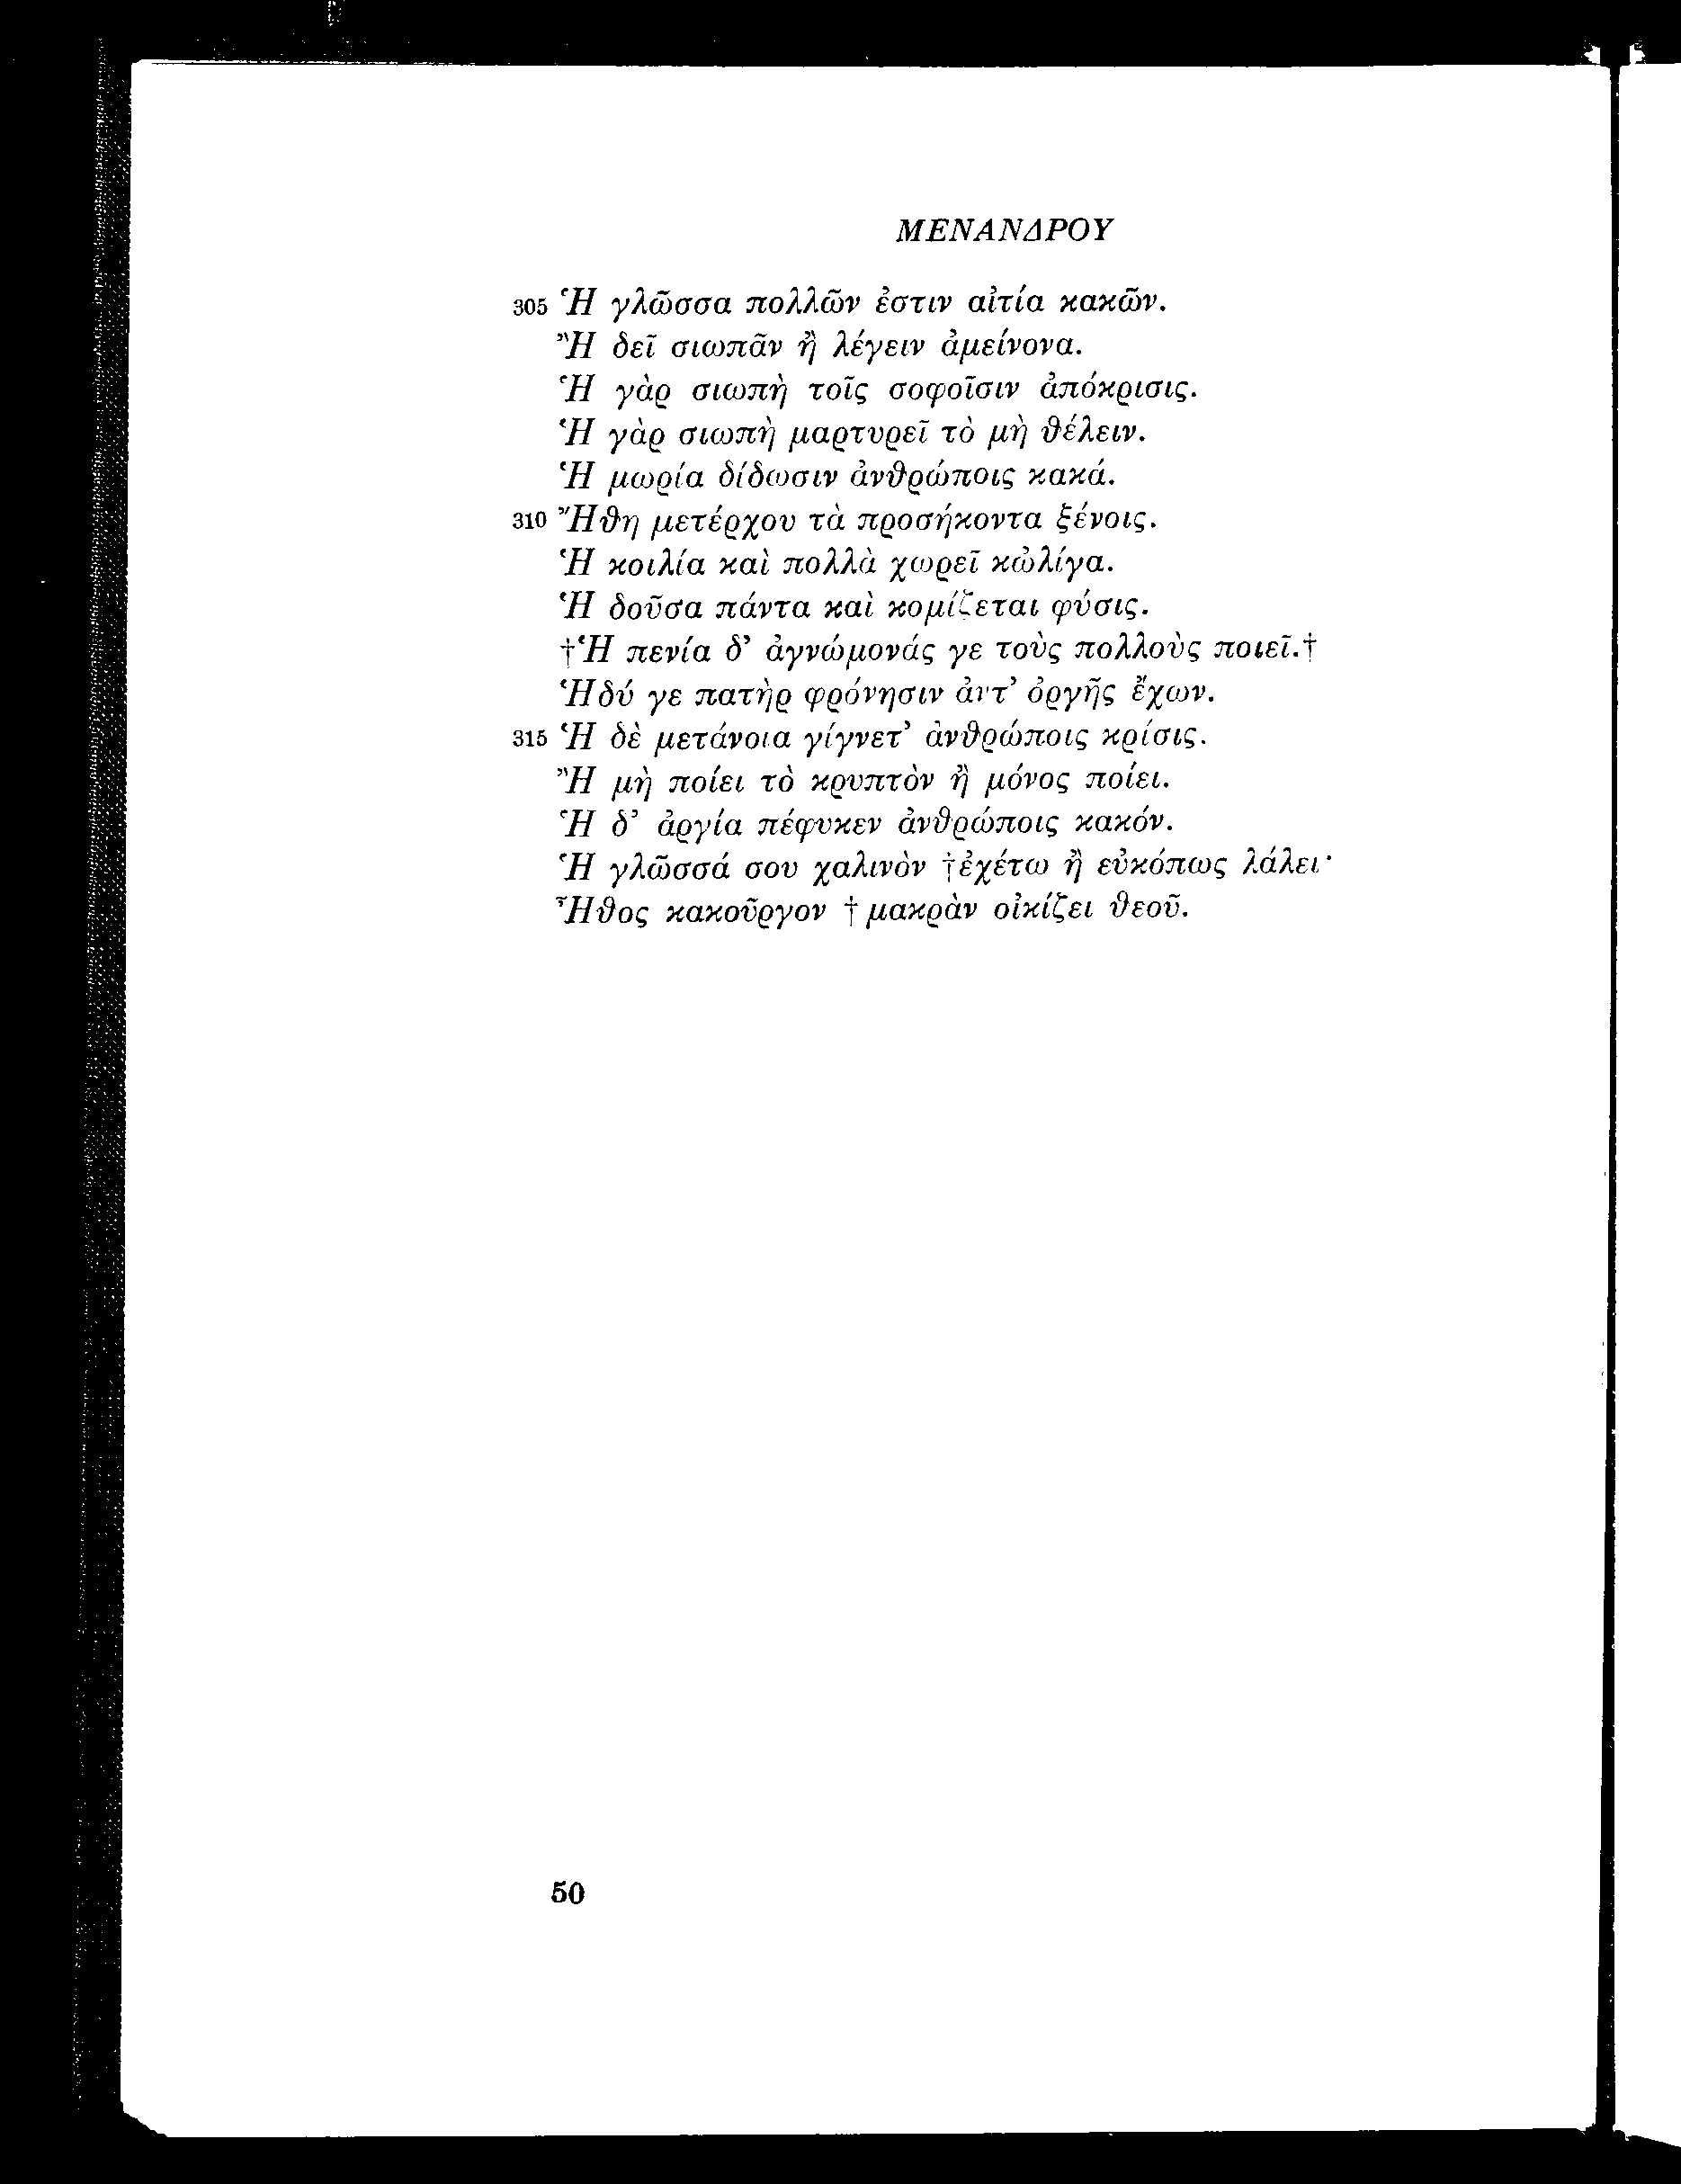 ΜΕΝΑΝΔΡΟΥ
305 Ἡ γλῶσσα πολλῶν ἐστιν αἰτία κακῶν.
Ἢ δεῖ σιωπᾶν ἢ λέγειν ἀμείνονα.
Ἡ γὰρ σιωπὴ τοῖς σοφοῖσιν ἀπόκρισις.
Ἡ γὰρ σιωπὴ μαρτυρεῖ τὸ μὴ θέλειν.
Ἡ μωρία δίδωσιν ἀνθρώποις κακά.
310 Ἤθη μετέρχου τὰ προσήκοντα ξένοις.
Ἡ κοιλία καὶ πολλὰ χωρεῖ κὠλίγα.
Ἡ δοῦσα πάντα καὶ κομίζεται φύσις.
†Ἡ πενία δ’ ἀγνώμονάς γε τοὺς πολλοὺς ποιεῖ.†
Ἡδύ γε πατὴρ φρόνησιν ἀντ’ ὀργῆς ἔχων.
315 Ἡ δὲ μετάνοια γίγνετ’ ἀνθρώποις κρίσις.
Ἢ μὴ ποίει τὸ κρυπτὸν ἢ μόνος ποίει.
Ἡ δ’ ἀργία πέφυκεν ἀνθρώποις κακόν.
Ἡ γλῶσσά σου χαλινὸν †ἐχέτω ἢ εὐκόπως λάλει·
Ἦθος κακοῦργον † μακρὰν οἰκίζει θεοῦ.
50